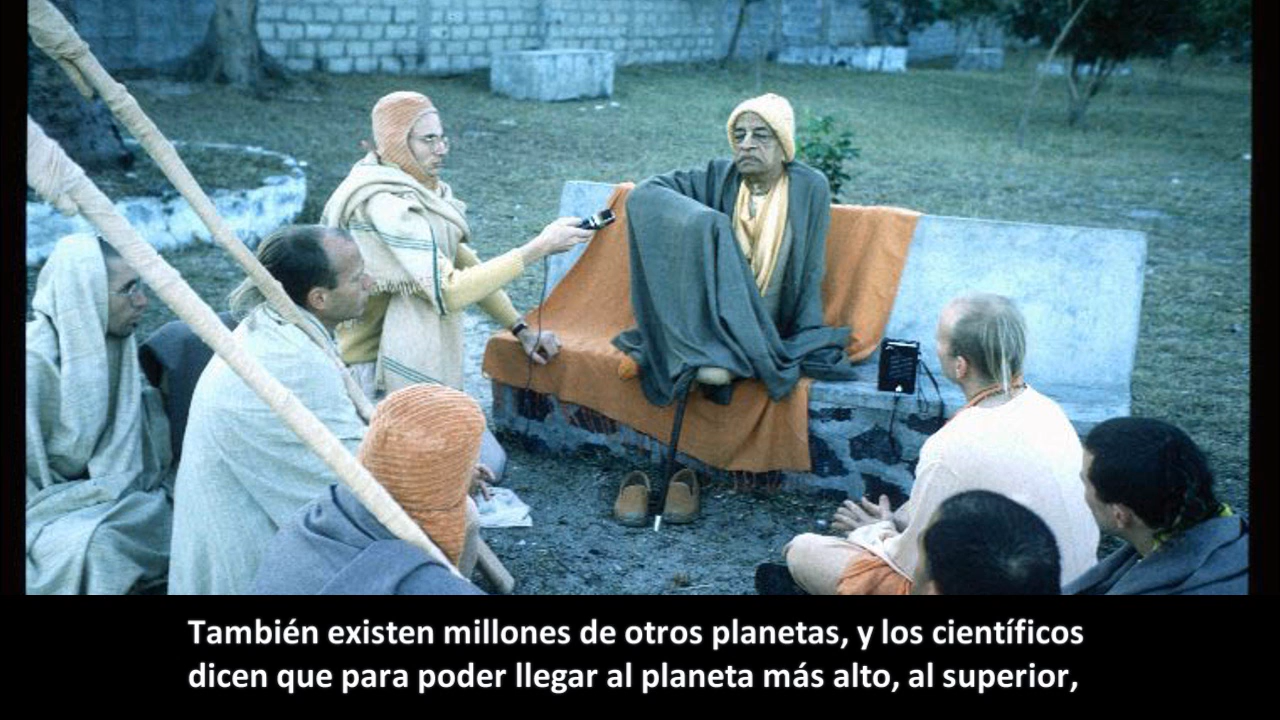 También existen millones de otros planetas, y los científicos
dicen que para poder llegar al planeta más alto, al superior,